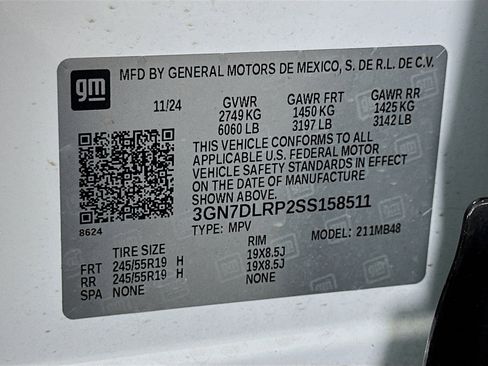 gm
MFD BY GENERAL MOTORS DE MEXICO, S. DE R.L. DE C.V.
11/24 GVWR GAWR FRT GAWR RR
2749 KG 1450 KG 1425 KG
6060 LB 3197 LB 3142 LB
THIS VEHICLE CONFORMS TO ALL
APPLICABLE U.S. FEDERAL MOTOR
VEHICLE SAFETY STANDARDS IN EFFECT
ON THE DATE OF MANUFACTURE
SHOWN ABOVE.
3GN7DLRP2SS158511
8624
TYPE: MPV MODEL: 211MB48
TIRE SIZE RIM
FRT 245/55R19 H 19X8.5J
RR 245/55R19 H 19X8.5J
SPA NONE NONE